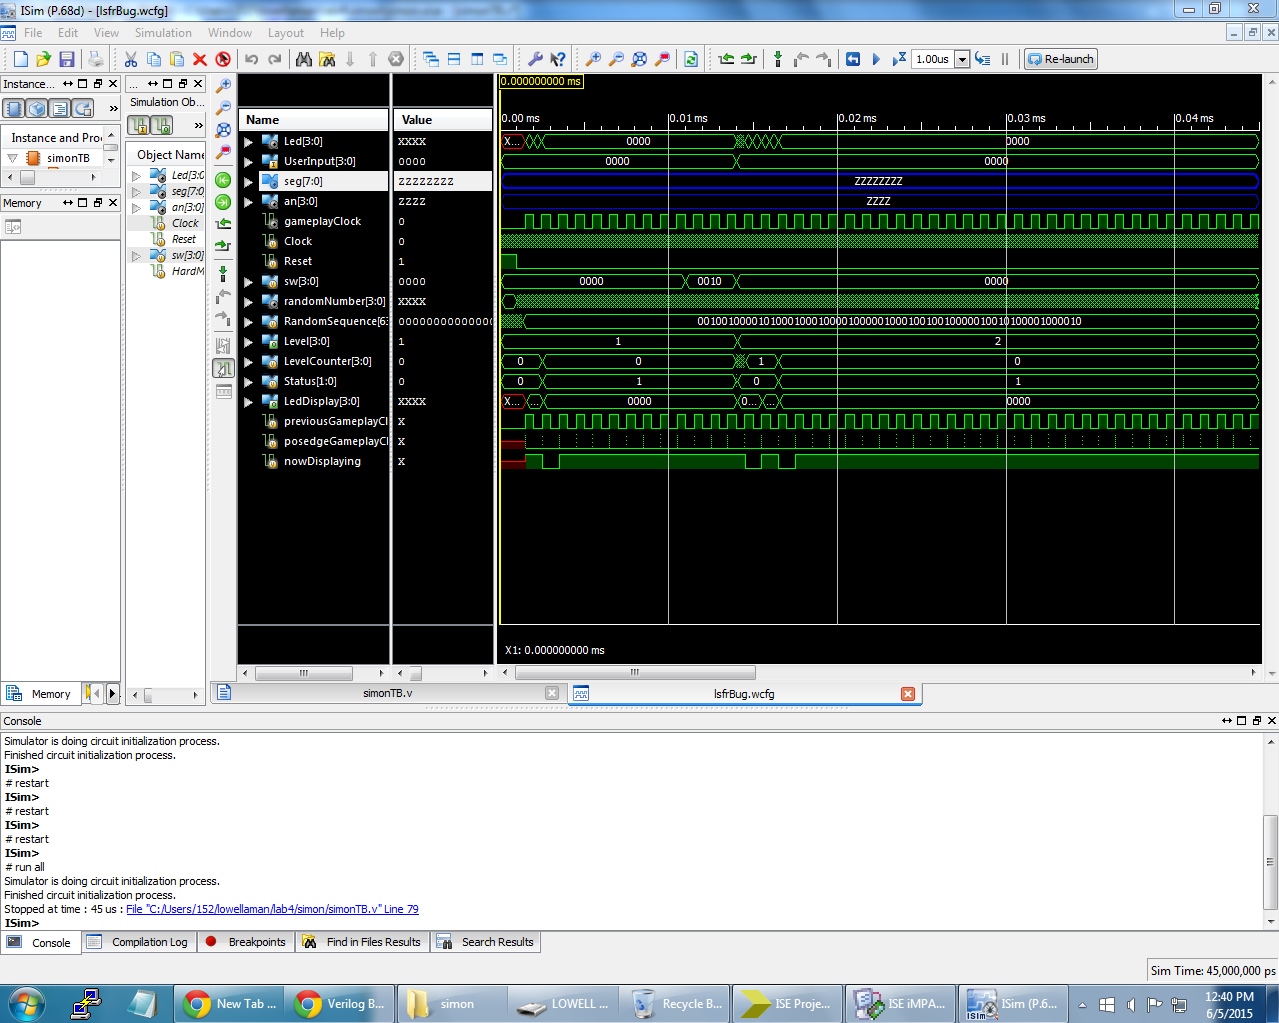 ISim (P.68d) - [lsfrBug.wcfg]
File Edit View Simulation Window Layout Help
1.00us Re-launch
Instance...
...
Simulation Ob...
Instance and Pro
simonTB
Object Name
Led[3:0
seg[7:0
an[3:0]
Clock
Reset
sw[3:0]
HardM
Memory
Memory
Name Value
0.000000000 ms
0.00 ms 0.01 ms 0.02 ms 0.03 ms 0.04 ms
Led[3:0] XXXX X... 0000 0000
UserInput[3:0] 0000 0000 0000
seg[7:0] ZZZZZZZZ ZZZZZZZZ
an[3:0] ZZZZ ZZZZ
gameplayClock 0
Clock 0
Reset 1
sw[3:0] 0000 0000 0010 0000
randomNumber[3:0] XXXX
RandomSequence[6: 00000000000000
Level[3:0] 1 1 2
LevelCounter[3:0] 0 0 0 1 0
Status[1:0] 0 0 1 0 1
LedDisplay[3:0] XXXX X... ... 0000 0... ... 0000
previousGameplayCl X
posedgeGameplayCl X
nowDisplaying X
X1: 0.000000000 ms
simonTB.v lsfrBug.wcfg
Console
Simulator is doing circuit initialization process.
Finished circuit initialization process.
ISim>
# restart
ISim>
# restart
ISim>
# restart
ISim>
# run all
Simulator is doing circuit initialization process.
Finished circuit initialization process.
Stopped at time : 45 us : File "C:/Users/152/lowellaman/lab4/simon/simonTB.v" Line 79
ISim>
Console Compilation Log Breakpoints Find in Files Results Search Results
Sim Time: 45,000,000 ps
New Tab ... Verilog B... simon LOWELL ... Recycle B... ISE Proje... ISE iMPA... ISim (P.6...
12:40 PM
6/5/2015